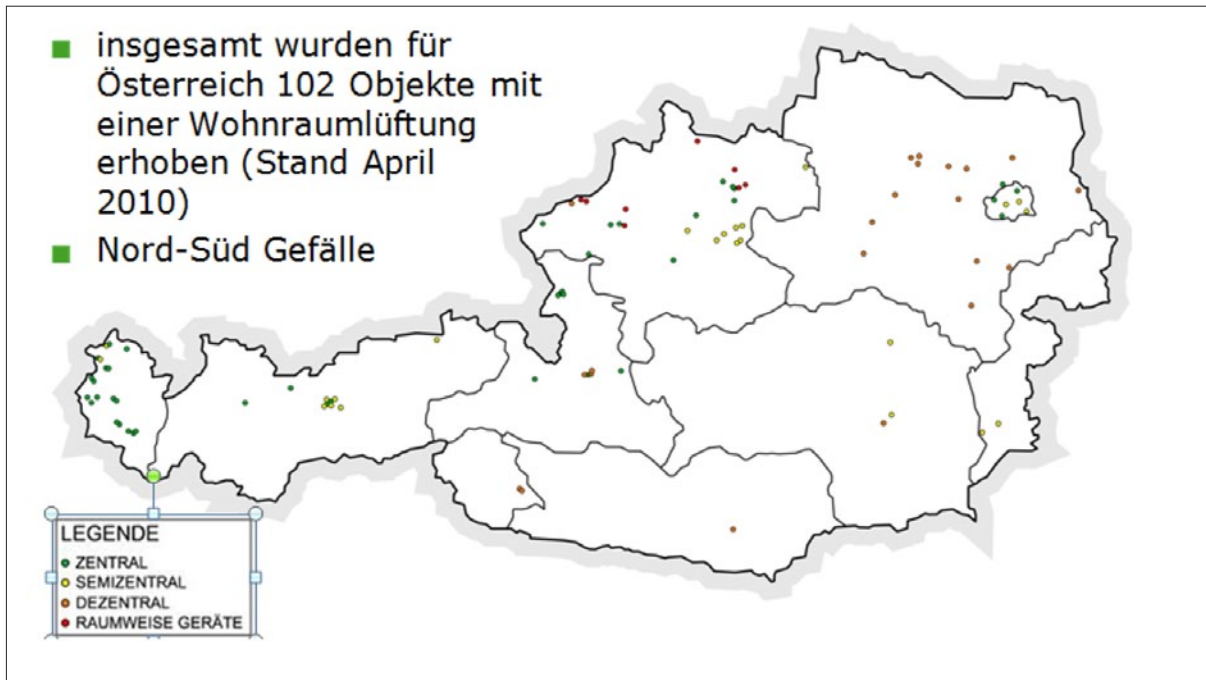 insgesamt wurden für
Österreich 102 Objekte mit
einer Wohnraumlüftung
erhoben (Stand April
2010)
Nord-Süd Gefälle
LEGENDE
ZENTRAL
SEMIZENTRAL
DEZENTRAL
RAUMWEISE GERÄTE